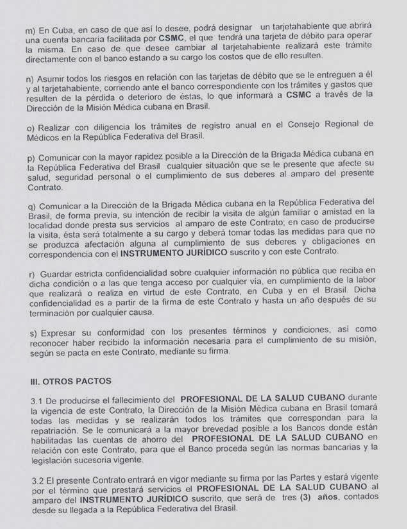 m) En Cuba, en caso de que así lo desee, podrá designar un tarjotahabiente que abrirá
una cuenta bancaria facilitada por CSMC, el que tendrá una tarjeta de débito para operar
la misma. En caso de que desee cambiar al tarjetahabiente realizará este trámite
directamente con el banco estando a su cargo los costos que de ello resulten.
n) Asumir todos los riesgos en relación con las tarjetas de débito que se le entreguen a él
y al tarjetahabiente, corriendo ante el banco correspondiente con los trámites y gastos que
resulten de la pérdida o deterioro de éstas, lo que informará a CSMC a través de la
Dirección de la Misión Médica cubana en Brasil.
o) Realizar con diligencia los trámites de registro anual en el Consejo Regional de
Médicos en la República Federativa del Brasil.
p) Comunicar con la mayor rapidez posible a la Dirección de la Brigada Médica cubana en
la República Federativa del Brasil cualquier situación que se le presente que afecte su
salud, seguridad personal o el cumplimiento de sus deberes al amparo del presente
Contrato.
q) Comunicar a la Dirección de la Brigada Médica cubana en la República Federativa del
Brasil, de forma previa, su intención de recibir la visita de algún familiar o amistad en la
localidad donde presta sus servicios al amparo de este Contrato; en caso de producirse
la visita, ésta será totalmente a su cargo y deberá tomar todas las medidas para que no
se produzca afectación alguna al cumplimiento de sus deberes y obligaciones en
correspondencia con el INSTRUMENTO JURÍDICO suscrito y con este Contrato.
r) Guardar estricta confidencialidad sobre cualquier información no pública que reciba en
dicha condición o a las que tenga acceso por cualquier vía, en cumplimiento de la labor
que realizará o realiza en virtud de este Contrato, en Cuba y en el Brasil. Dicha
confidencialidad es a partir de la firma de este Contrato y hasta un año después de su
terminación por cualquier causa.
s) Expresar su conformidad con los presentes términos y condiciones, así como
reconocer haber recibido la información necesaria para el cumplimiento de su misión,
según se pacta en este Contrato, mediante su firma.
III. OTROS PACTOS
3.1 De producirse el fallecimiento del PROFESIONAL DE LA SALUD CUBANO durante
la vigencia de este Contrato, la Dirección de la Misión Médica cubana en Brasil tomará
todas las medidas y se realizarán todos los trámites que correspondan para la
repatriación. Se le comunicará a la mayor brevedad posible a los Bancos donde están
habilitadas las cuentas de ahorro del PROFESIONAL DE LA SALUD CUBANO en
relación con este Contrato, para que el Banco proceda según las normas bancarias y la
legislación sucesoria vigente.
3.2 El presente Contrato entrará en vigor mediante su firma por las Partes y estará vigente
por el término que prestará servicios el PROFESIONAL DE LA SALUD CUBANO al
amparo del INSTRUMENTO JURÍDICO suscrito, que será de tres (3) años, contados
desde su llegada a la República Federativa del Brasil.